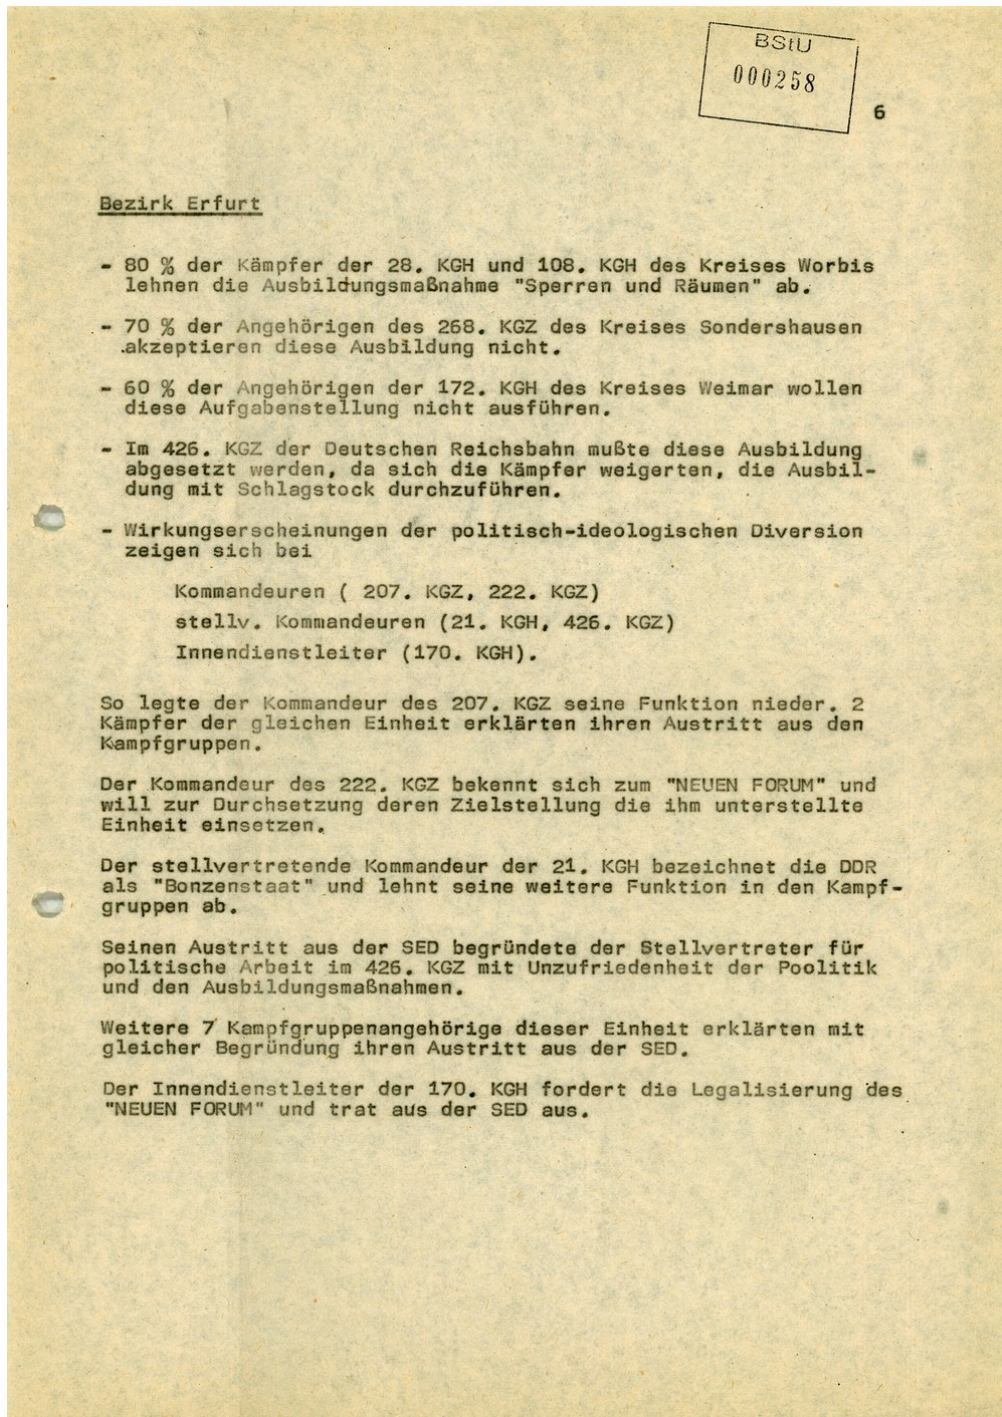 BStU
000258
6
Bezirk Erfurt
- 80 % der Kämpfer der 28. KGH und 108. KGH des Kreises Worbis
lehnen die Ausbildungsmaßnahme "Sperren und Räumen" ab.
- 70 % der Angehörigen des 268. KGZ des Kreises Sondershausen
akzeptieren diese Ausbildung nicht.
- 60 % der Angehörigen der 172. KGH des Kreises Weimar wollen
diese Aufgabenstellung nicht ausführen.
- Im 426. KGZ der Deutschen Reichsbahn mußte diese Ausbildung
abgesetzt werden, da sich die Kämpfer weigerten, die Ausbil-
dung mit Schlagstock durchzuführen.
- Wirkungserscheinungen der politisch-ideologischen Diversion
zeigen sich bei
Kommandeuren ( 207. KGZ, 222. KGZ)
stellv. Kommandeuren (21. KGH, 426. KGZ)
Innendienstleiter (170. KGH).
So legte der Kommandeur des 207. KGZ seine Funktion nieder. 2
Kämpfer der gleichen Einheit erklärten ihren Austritt aus den
Kampfgruppen.
Der Kommandeur des 222. KGZ bekennt sich zum "NEUEN FORUM" und
will zur Durchsetzung deren Zielstellung die ihm unterstellte
Einheit einsetzen.
Der stellvertretende Kommandeur der 21. KGH bezeichnet die DDR
als "Bonzenstaat" und lehnt seine weitere Funktion in den Kampf-
gruppen ab.
Seinen Austritt aus der SED begründete der Stellvertreter für
politische Arbeit im 426. KGZ mit Unzufriedenheit der Poolitik
und den Ausbildungsmaßnahmen.
Weitere 7 Kampfgruppenangehörige dieser Einheit erklärten mit
gleicher Begründung ihren Austritt aus der SED.
Der Innendienstleiter der 170. KGH fordert die Legalisierung des
"NEUEN FORUM" und trat aus der SED aus.